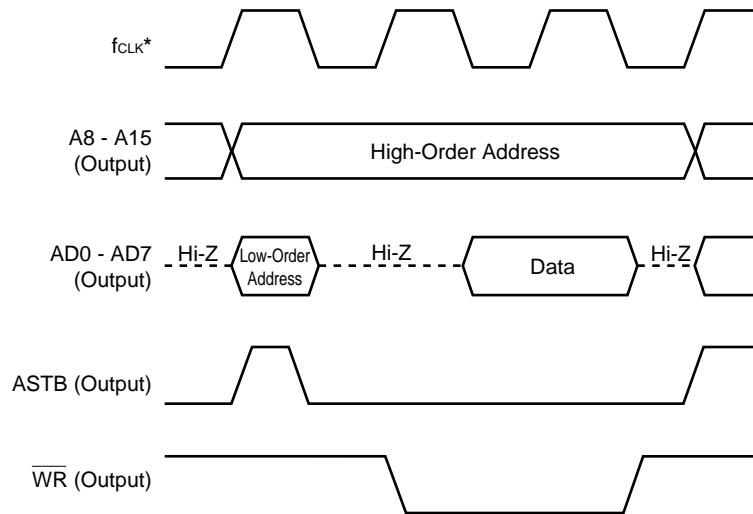 fCLK*
A8 - A15
(Output)
High-Order Address
AD0 - AD7
(Output)
Hi-Z
Low-Order
Address
Hi-Z
Data
Hi-Z
ASTB (Output)
WR (Output)